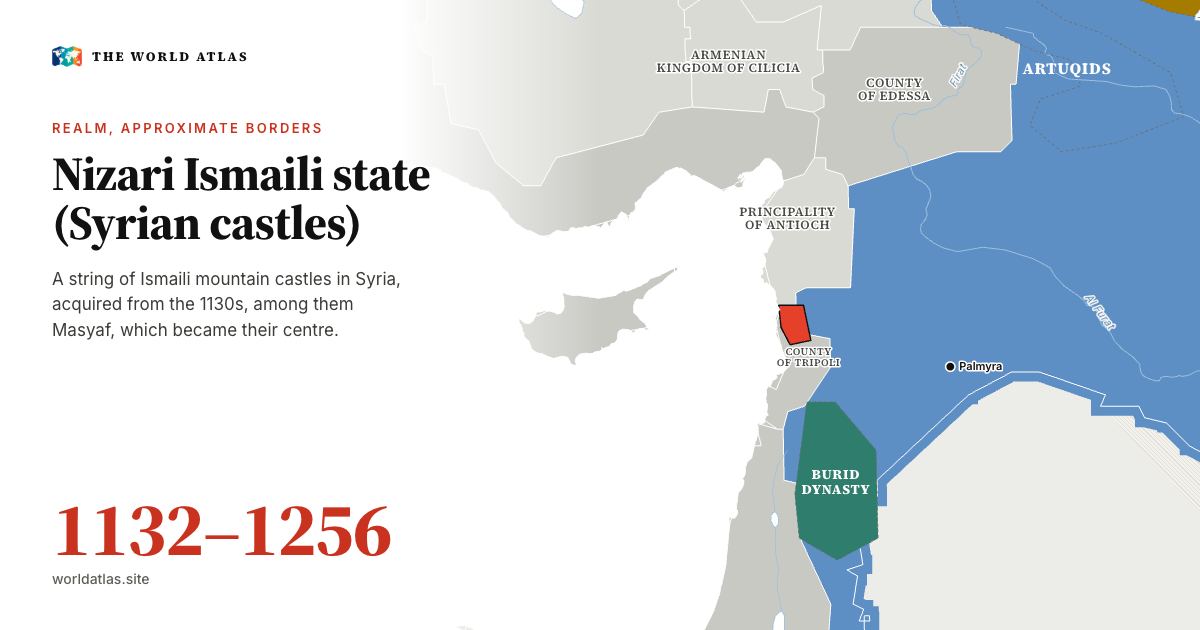 THE WORLD ATLAS
REALM, APPROXIMATE BORDERS
Nizari Ismaili state
(Syrian castles)
A string of Ismaili mountain castles in Syria,
acquired from the 1130s, among them
Masyaf, which became their centre.
1132–1256
worldatlas.site
ARMENIAN
KINGDOM OF CILICIA
COUNTY
OF EDESSA
Firat
ARTUQIDS
PRINCIPALITY
OF ANTIOCH
Al Furat
COUNTY
OF TRIPOLI
Palmyra
BURID
DYNASTY